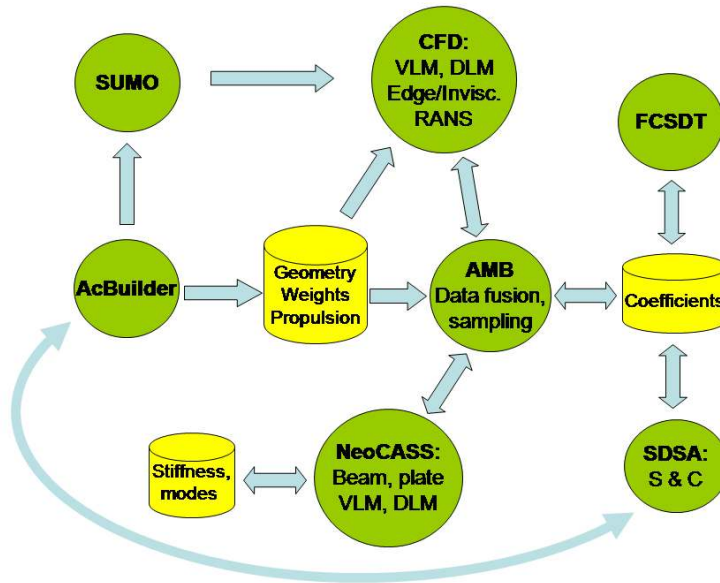 SUMO
CFD:
VLM, DLM
Edge/Invisc.
RANS
FCSDT
AcBuilder
Geometry
Weights
Propulsion
AMB
Data fusion,
sampling
Coefficients
Stiffness,
modes
NeoCASS:
Beam, plate
VLM, DLM
SDSA:
S & C